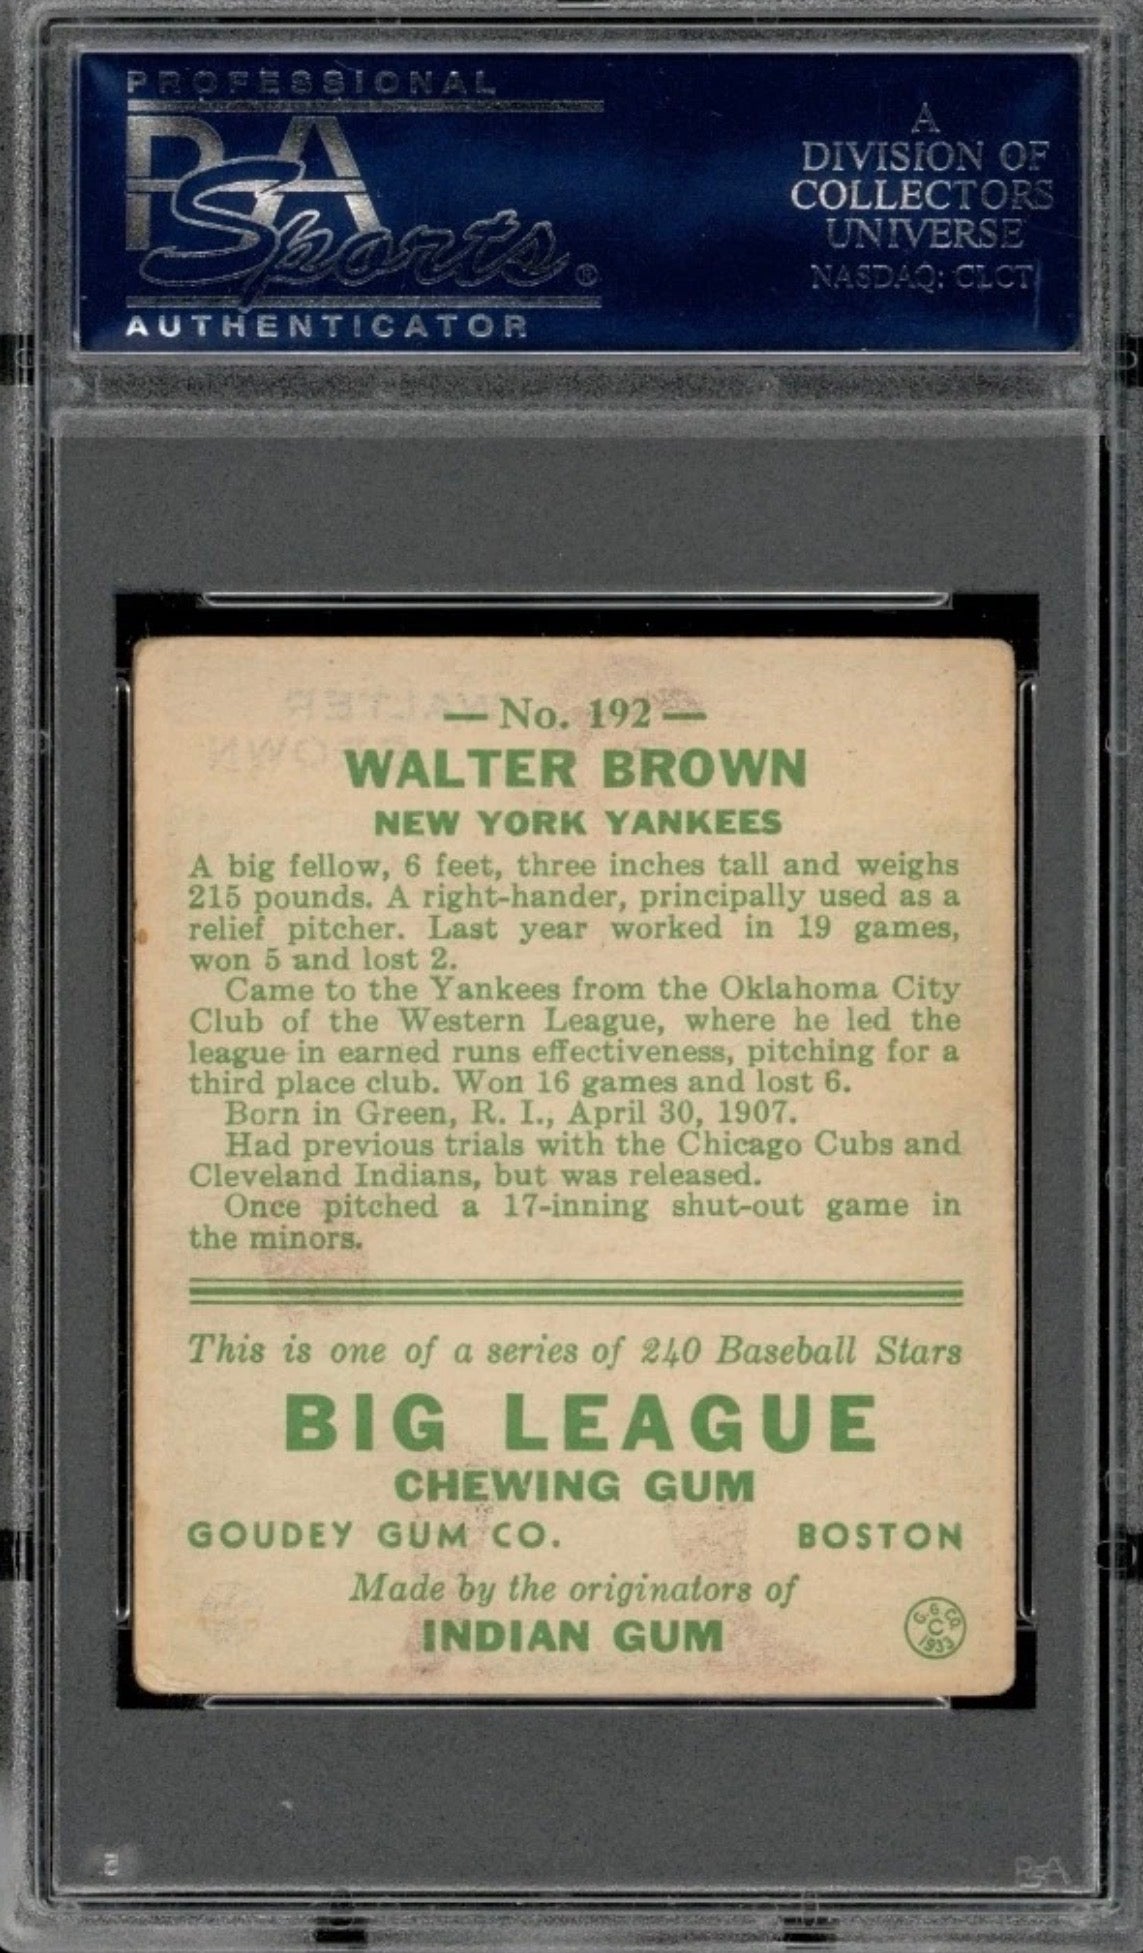 PROFESSIONAL
PSA
Sports®
AUTHENTICATOR
A
DIVISION OF
COLLECTORS
UNIVERSE
NASDAQ: CLCT
WALTER
BROWN
— No. 192 —
WALTER BROWN
NEW YORK YANKEES
A big fellow, 6 feet, three inches tall and weighs
215 pounds. A right-hander, principally used as a
relief pitcher. Last year worked in 19 games,
won 5 and lost 2.
Came to the Yankees from the Oklahoma City
Club of the Western League, where he led the
league in earned runs effectiveness, pitching for a
third place club. Won 16 games and lost 6.
Born in Green, R. I., April 30, 1907.
Had previous trials with the Chicago Cubs and
Cleveland Indians, but was released.
Once pitched a 17-inning shut-out game in
the minors.
This is one of a series of 240 Baseball Stars
BIG LEAGUE
CHEWING GUM
GOUDEY GUM CO. BOSTON
Made by the originators of
INDIAN GUM
G. G. CO.
C
1933
PSA